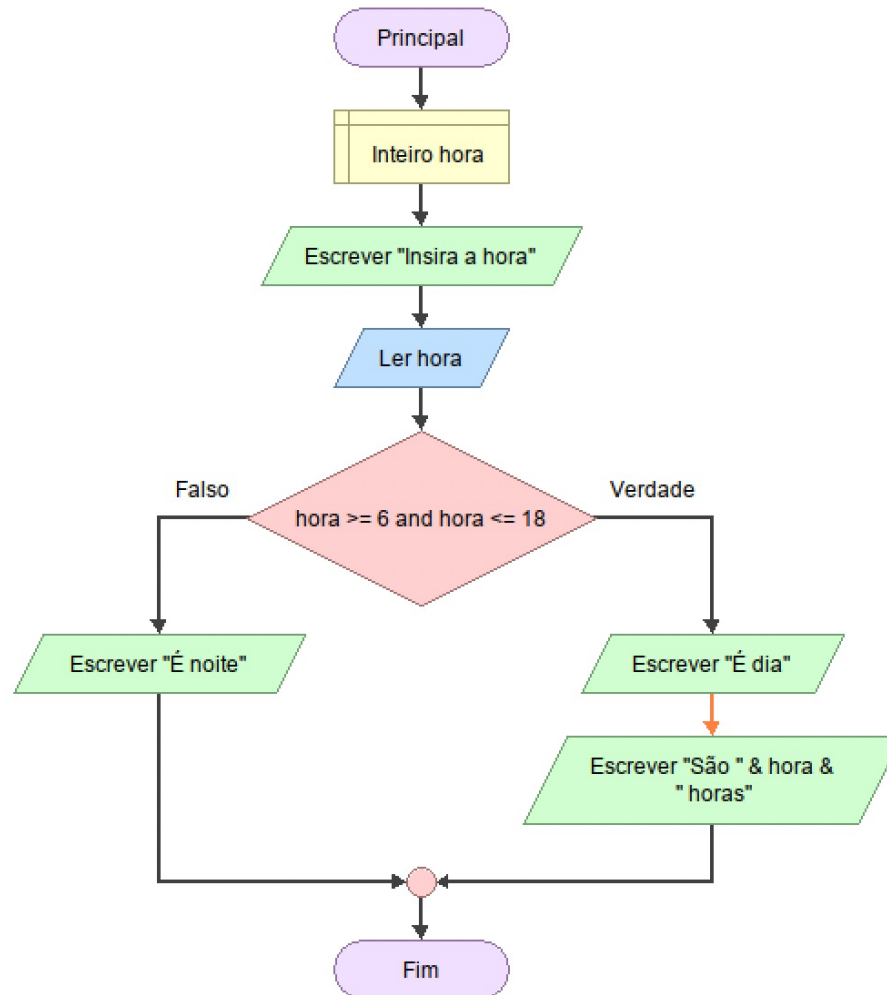 Principal
Inteiro hora
Escrever "Insira a hora"
Ler hora
Falso
Verdade
hora >= 6 and hora <= 18
Escrever "É noite"
Escrever "É dia"
Escrever "São " & hora &
" horas"
Fim